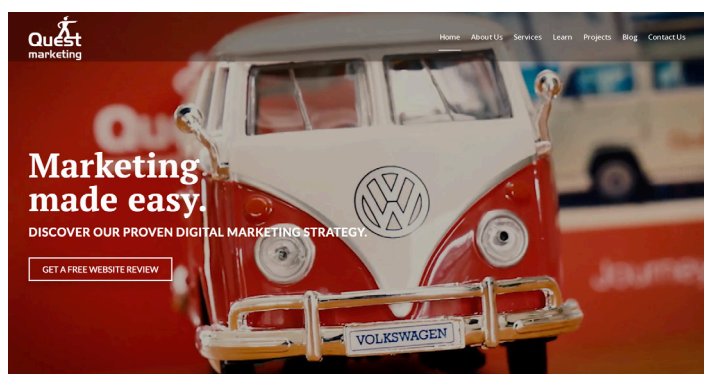 Quest
marketing
Home About Us Services Learn Projects Blog Contact Us
Marketing
made easy.
DISCOVER OUR PROVEN DIGITAL MARKETING STRATEGY.
GET A FREE WEBSITE REVIEW
VOLKSWAGEN
Journey